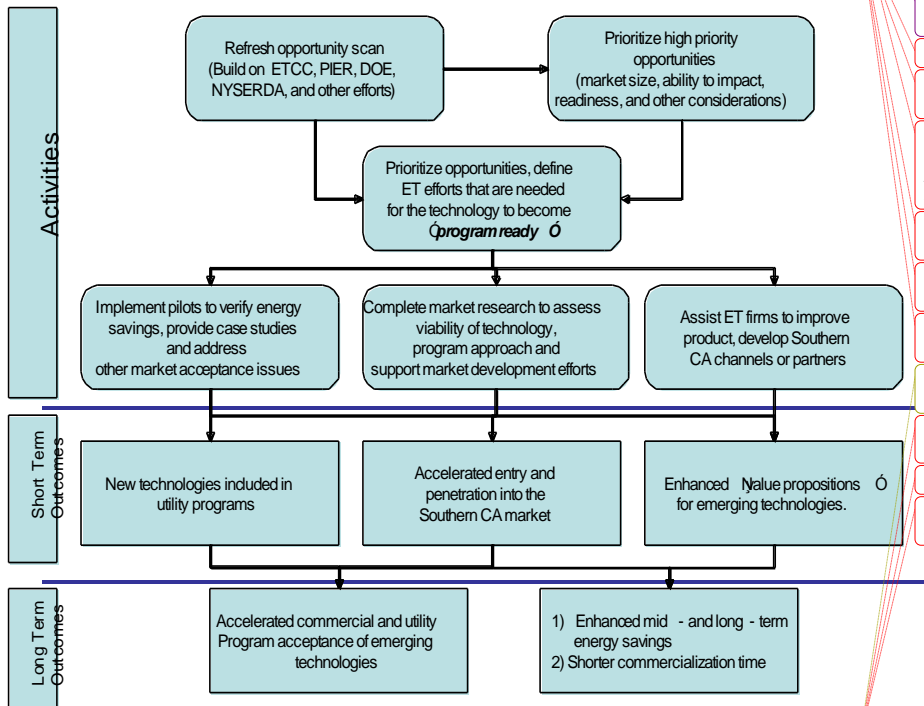 Activities
Refresh opportunity scan
(Build on ETCC, PIER, DOE,
NYSERDA, and other efforts)
Prioritize high priority
opportunities
(market size, ability to impact,
readiness, and other considerations)
Prioritize opportunities, define
ET efforts that are needed
for the technology to become
Óprogram ready Ó
Implement pilots to verify energy
savings, provide case studies
and address
other market acceptance issues
Complete market research to assess
viability of technology,
program approach and
support market development efforts
Assist ET firms to improve
product, develop Southern
CA channels or partners
Short Term
Outcomes
New technologies included in
utility programs
Accelerated entry and
penetration into the
Southern CA market
Enhanced value propositions Ó
for emerging technologies.
Long Term
Outcomes
Accelerated commercial and utility
Program acceptance of emerging
technologies
1) Enhanced mid - and long - term
energy savings
2) Shorter commercialization time